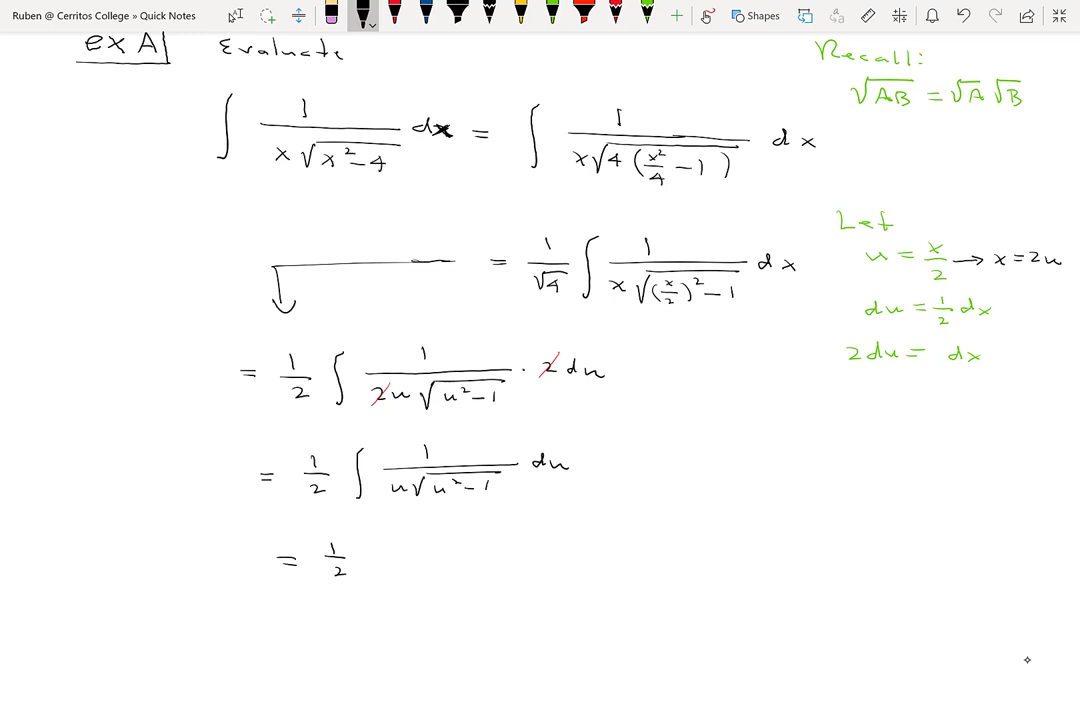 Ruben @ Cerritos College » Quick Notes Shapes
ex A| Evaluate
Recall:
√AB = √A √B
∫ 1/(x√(x²-4)) dx = ∫ 1/(x√(4(x²/4 - 1))) dx
Let
u = x/2 → x = 2u
= 1/√4 ∫ 1/(x√((x/2)² - 1)) dx
du = 1/2 dx
2du = dx
= 1/2 ∫ 1/(2u√(u²-1)) · 2 du
= 1/2 ∫ 1/(u√(u²-1)) du
= 1/2